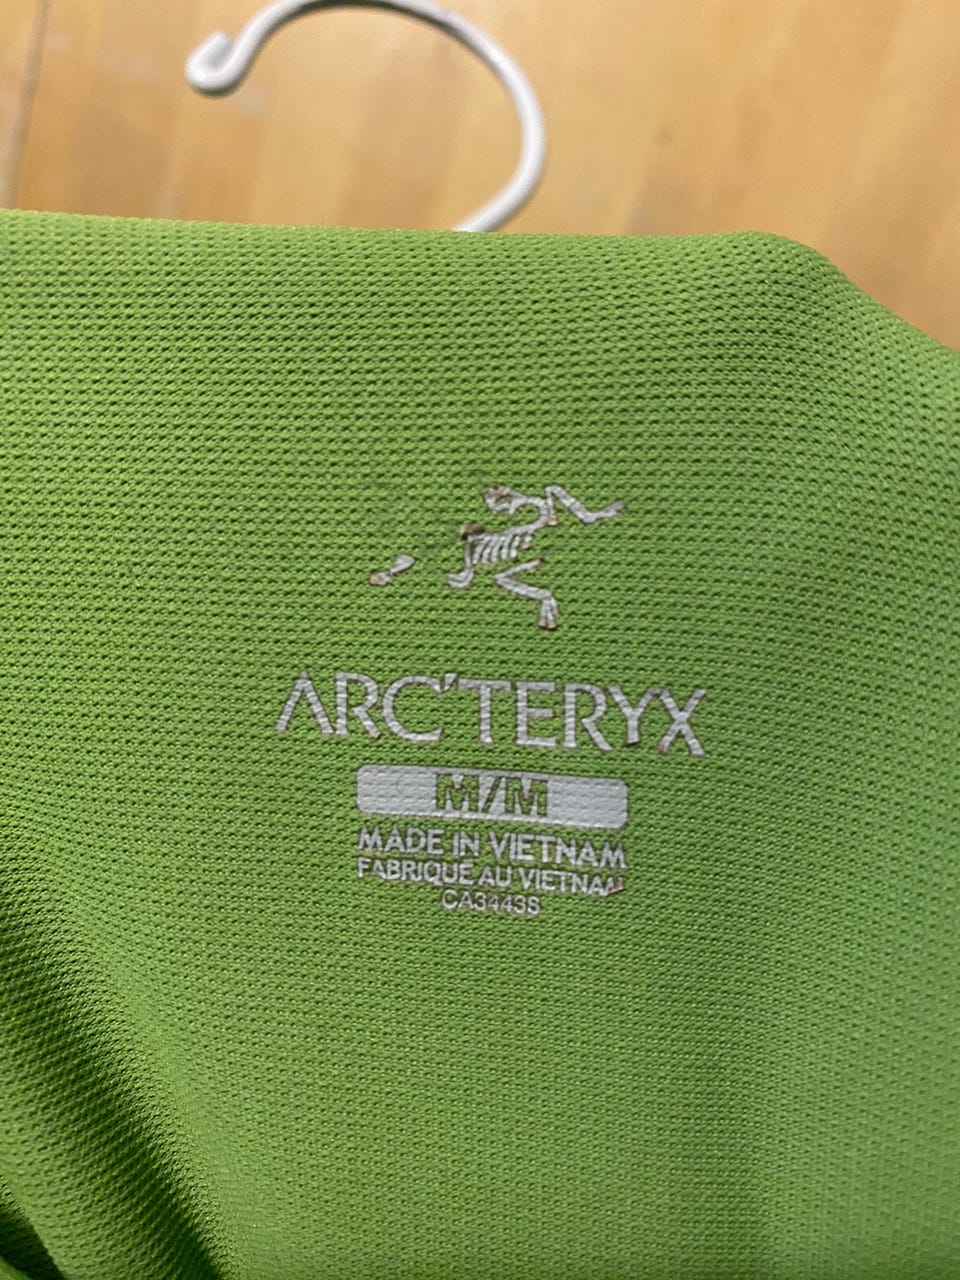 ARC'TERYX
M/M
MADE IN VIETNAM
FABRIQUÉ AU VIETNAM
CA34438